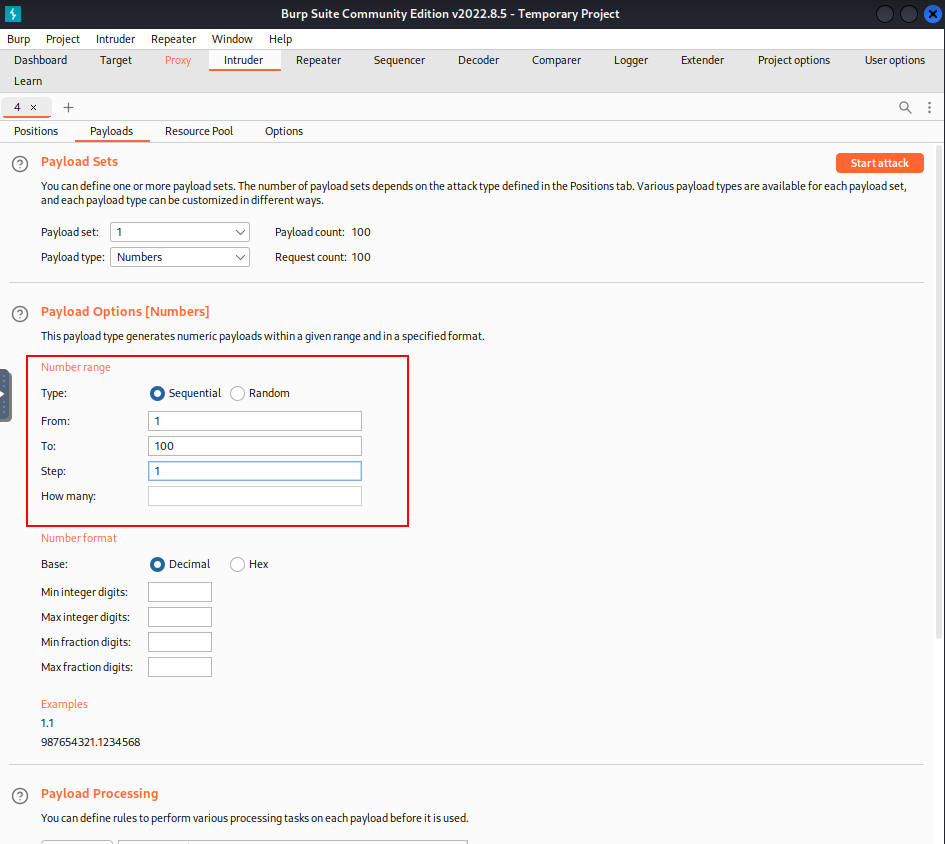 Burp Suite Community Edition v2022.8.5 - Temporary Project
Burp Project Intruder Repeater Window Help
Dashboard Target Proxy Intruder Repeater Sequencer Decoder Comparer Logger Extender Project options User options
Learn
4 × +
Positions Payloads Resource Pool Options
? Payload Sets Start attack
You can define one or more payload sets. The number of payload sets depends on the attack type defined in the Positions tab. Various payload types are available for each payload set,
and each payload type can be customized in different ways.
Payload set: 1 Payload count: 100
Payload type: Numbers Request count: 100
? Payload Options [Numbers]
This payload type generates numeric payloads within a given range and in a specified format.
Number range
Type: Sequential Random
From: 1
To: 100
Step: 1
How many:
Number format
Base: Decimal Hex
Min integer digits:
Max integer digits:
Min fraction digits:
Max fraction digits:
Examples
1.1
987654321.1234568
? Payload Processing
You can define rules to perform various processing tasks on each payload before it is used.